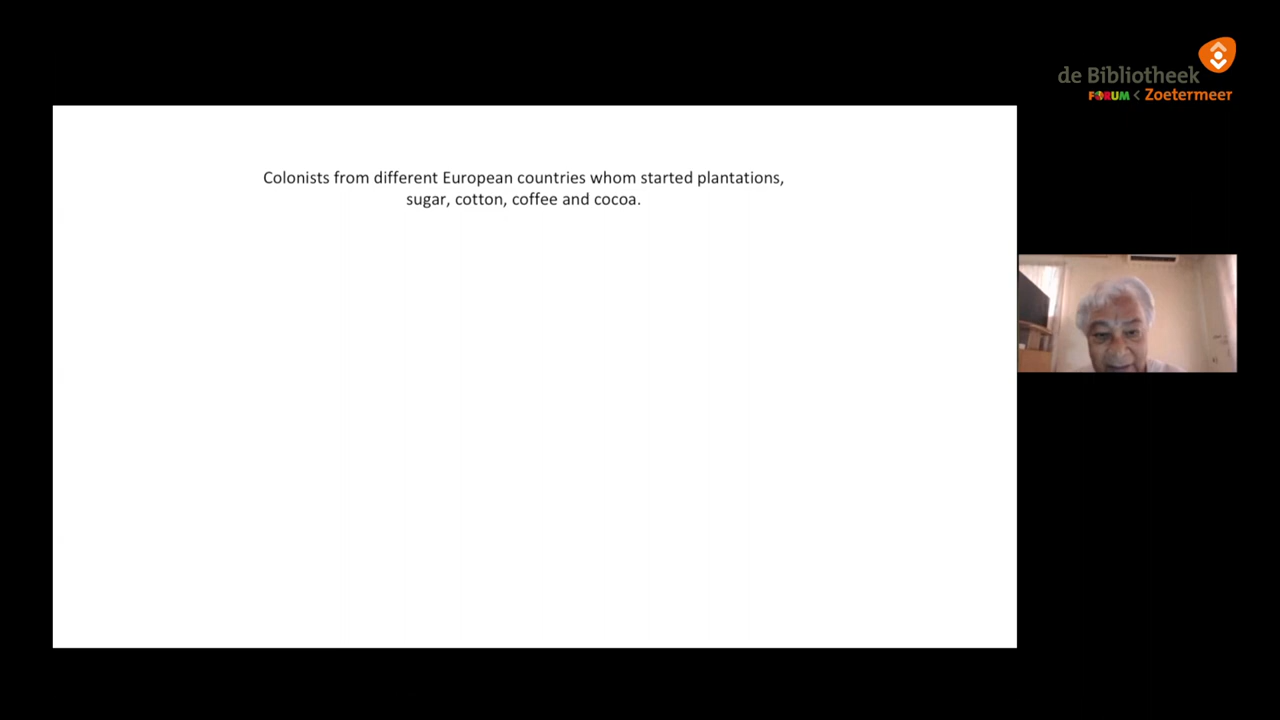 de Bibliotheek
FORUM < Zoetermeer
Colonists from different European countries whom started plantations,
sugar, cotton, coffee and cocoa.